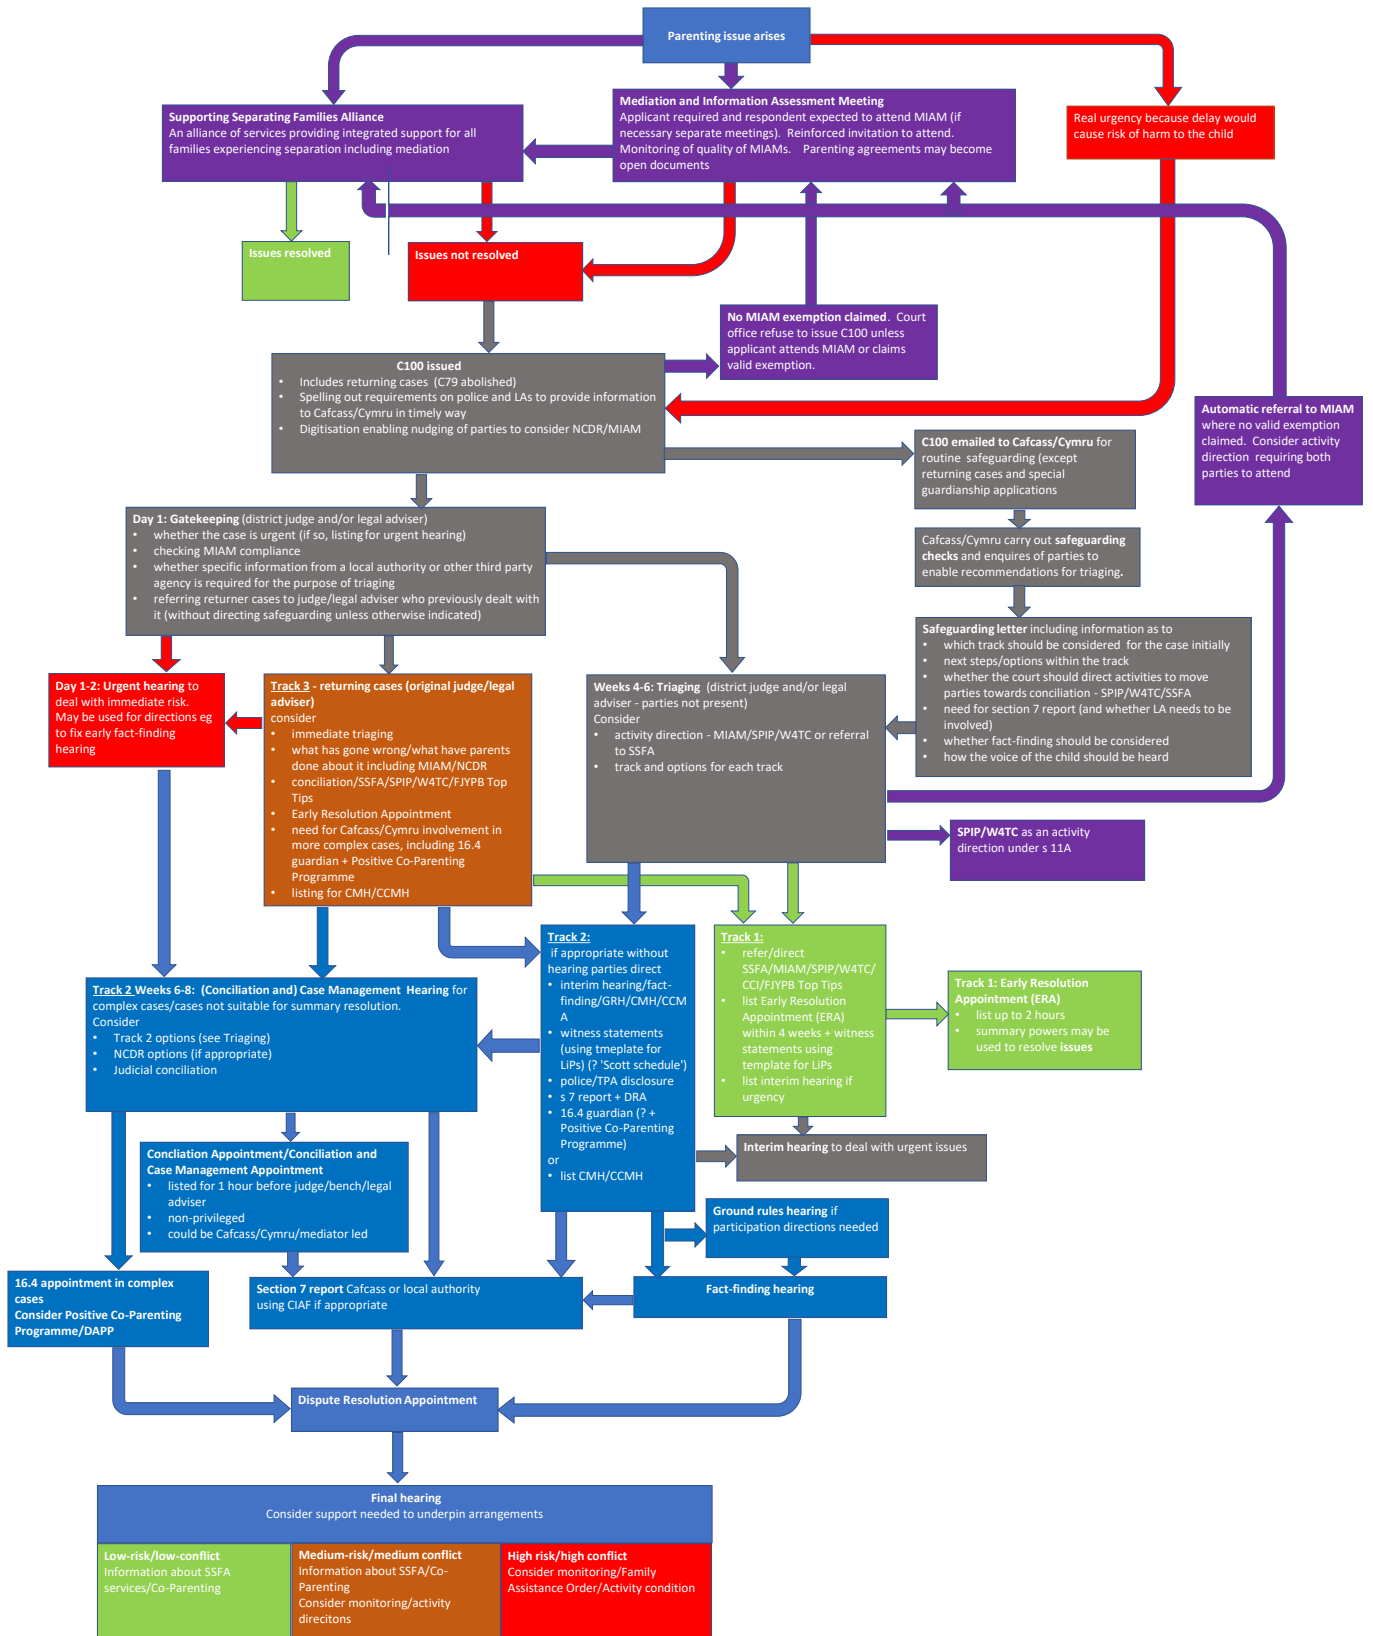 Parenting issue arises
Supporting Separating Families Alliance
An alliance of services providing integrated support for all
families experiencing separation including mediation
Mediation and Information Assessment Meeting
Applicant required and respondent expected to attend MIAM (if
necessary separate meetings).  Reinforced invitation to attend.
Monitoring of quality of MIAMs.   Parenting agreements may become
open documents
Real urgency because delay would
cause risk of harm to the child
Issues resolved
Issues not resolved
No MIAM exemption claimed.  Court
office refuse to issue C100 unless
applicant attends MIAM or claims
valid exemption.
C100 issued
• Includes returning cases  (C79 abolished)
• Spelling out requirements on police and LAs to provide information
to Cafcass/Cymru in timely way
• Digitisation enabling nudging of parties to consider NCDR/MIAM
Automatic referral to MIAM
where no valid exemption
claimed.  Consider activity
direction  requiring both
parties to attend
C100 emailed to Cafcass/Cymru for
routine  safeguarding (except
returning cases and special
guardianship applications
Day 1: Gatekeeping (district judge and/or legal adviser)
• whether the case is urgent (if so, listing for urgent hearing)
• checking MIAM compliance
• whether specific information from a local authority or other third party
agency is required for the purpose of triaging
• referring returner cases to judge/legal adviser who previously dealt with
it (without directing safeguarding unless otherwise indicated)
Cafcass/Cymru carry out safeguarding
checks and enquires of parties to
enable recommendations for triaging.
Safeguarding letter including information as to
• which track should be considered  for the case initially
• next steps/options within the track
• whether the court should direct activities to move
parties towards conciliation - SPIP/W4TC/SSFA
• need for section 7 report (and whether LA needs to be
involved)
• whether fact-finding should be considered
• how the voice of the child should be heard
Day 1-2: Urgent hearing to
deal with immediate risk.
May be used for directions eg
to fix early fact-finding
hearing
Track 3 - returning cases (original judge/legal
adviser)
consider
• immediate triaging
• what has gone wrong/what have parents
done about it including MIAM/NCDR
• conciliation/SSFA/SPIP/W4TC/FJYPB Top
Tips
• Early Resolution Appointment
• need for Cafcass/Cymru involvement in
more complex cases, including 16.4
guardian + Positive Co-Parenting
Programme
• listing for CMH/CCMH
Weeks 4-6: Triaging  (district judge and/or legal
adviser - parties not present)
Consider
• activity direction - MIAM/SPIP/W4TC or referral
to SSFA
• track and options for each track
SPIP/W4TC as an activity
direction under s 11A
Track 2:
if appropriate without
hearing parties direct
• interim hearing/fact-
finding/GRH/CMH/CCM
A
• witness statements
(using tmeplate for
LiPs) (? 'Scott schedule')
• police/TPA disclosure
• s 7 report + DRA
• 16.4 guardian (? +
Positive Co-Parenting
Programme)
or
• list CMH/CCMH
Track 1:
• refer/direct
SSFA/MIAM/SPIP/W4TC/
CCI/FJYPB Top Tips
• list Early Resolution
Appointment (ERA)
within 4 weeks + witness
statements using
template for LiPs
• list interim hearing if
urgency
Track 1: Early Resolution
Appointment (ERA)
• list up to 2 hours
• summary powers may be
used to resolve issues
Track 2 Weeks 6-8:  (Conciliation and) Case Management  Hearing for
complex cases/cases not suitable for summary resolution.
Consider
• Track 2 options (see Triaging)
• NCDR options (if appropriate)
• Judicial conciliation
Interim hearing to deal with urgent issues
Concliation Appointment/Conciliation and
Case Management Appointment
• listed for 1 hour before judge/bench/legal
adviser
• non-privileged
• could be Cafcass/Cymru/mediator led
Ground rules hearing if
participation directions needed
16.4 appointment in complex
cases
Consider Positive Co-Parenting
Programme/DAPP
Section 7 report Cafcass or local authority
using CIAF if appropriate
Fact-finding hearing
Dispute Resolution Appointment
Final hearing
Consider support needed to underpin arrangements
Low-risk/low-conflict
Information about SSFA
services/Co-Parenting
Medium-risk/medium conflict
Information about SSFA/Co-
Parenting
Consider monitoring/activity
direcitons
High risk/high conflict
Consider monitoring/Family
Assistance Order/Activity condition